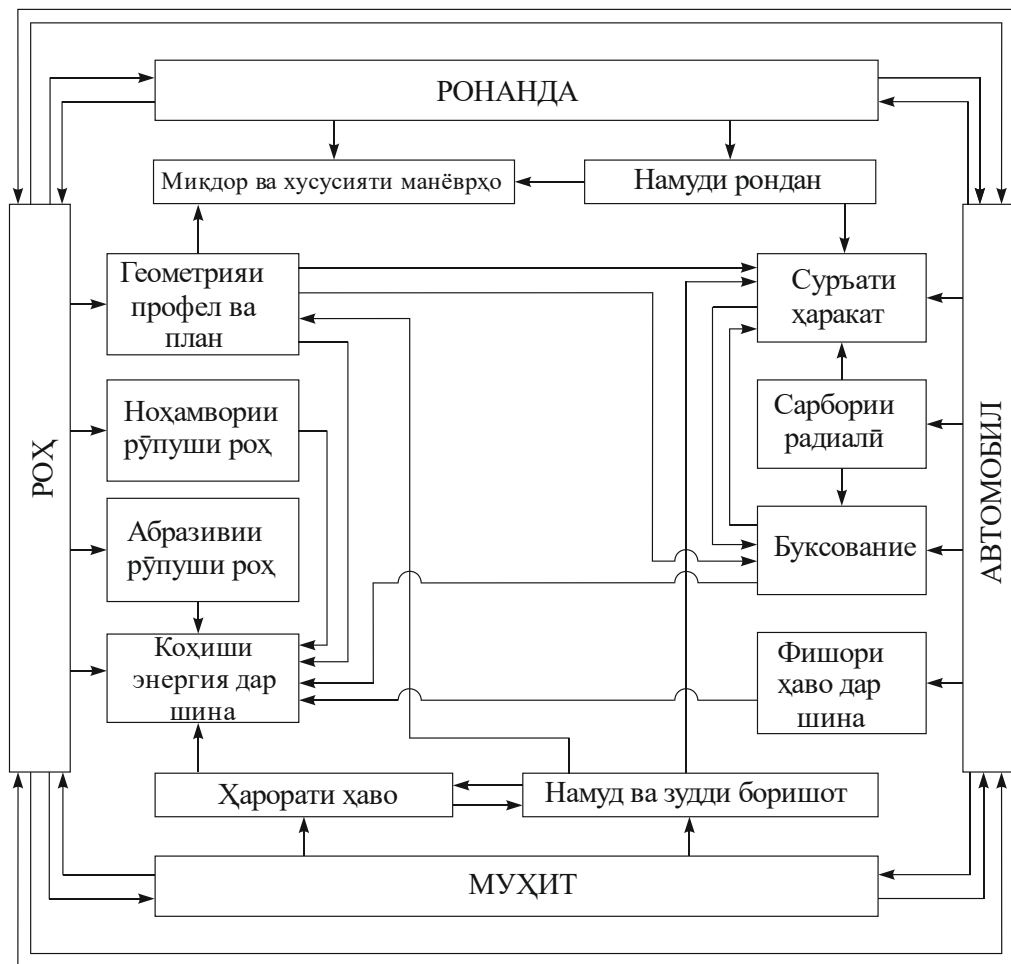 РОНАНДА
Миқдор ва хусусияти манёврҳо
Намуди рондан
РОҲ
Геометрияи
профел ва
план
Суръати
ҳаракат
Ноҳамвории
рӯпуши роҳ
Сарбории
радиалӣ
АВТОМОБИЛ
Абразивии
рӯпуши роҳ
Буксование
Коҳиши
энергия дар
шина
Фишори
ҳаво дар
шина
Ҳарорати ҳаво
Намуд ва зудди боришот
МУҲИТ